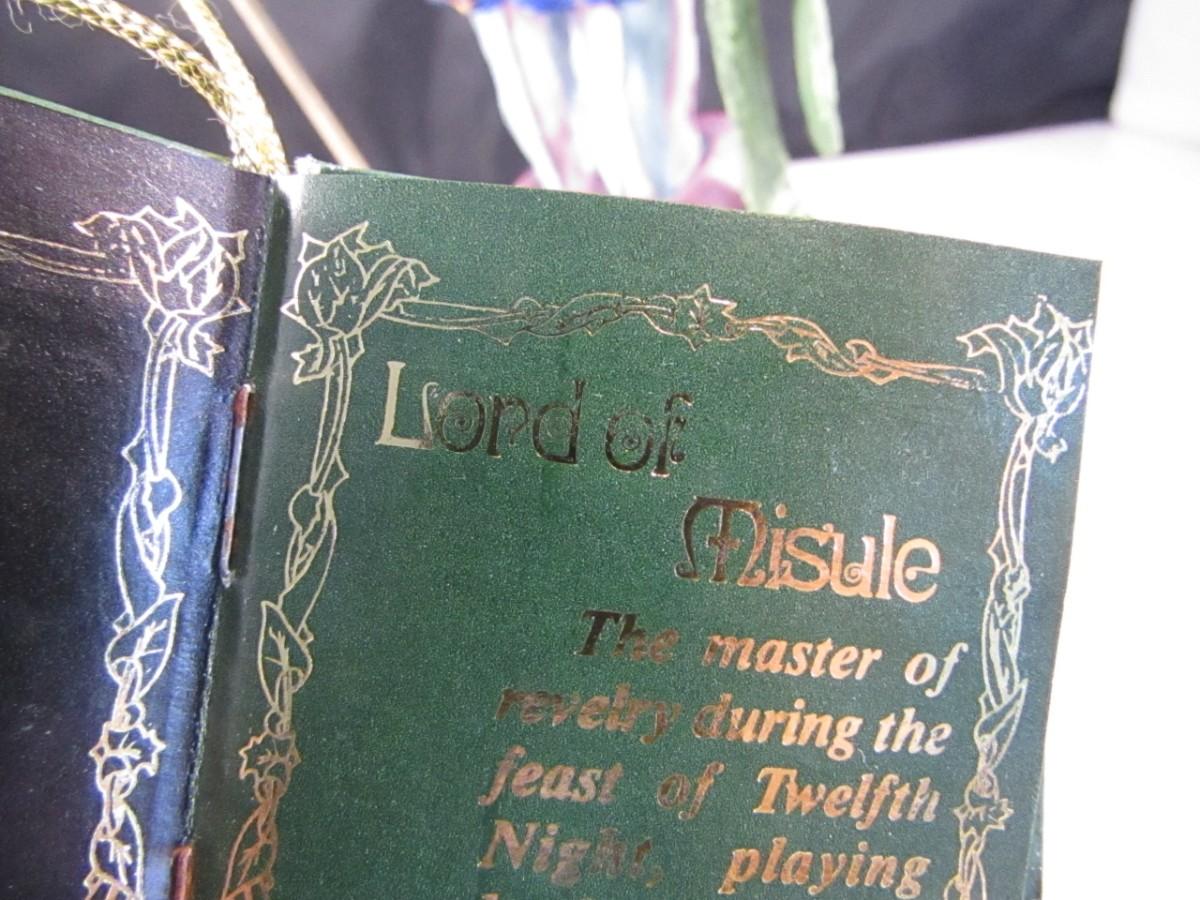 Lord of
Misule
The master of
revelry during the
feast of Twelfth
Night, playing